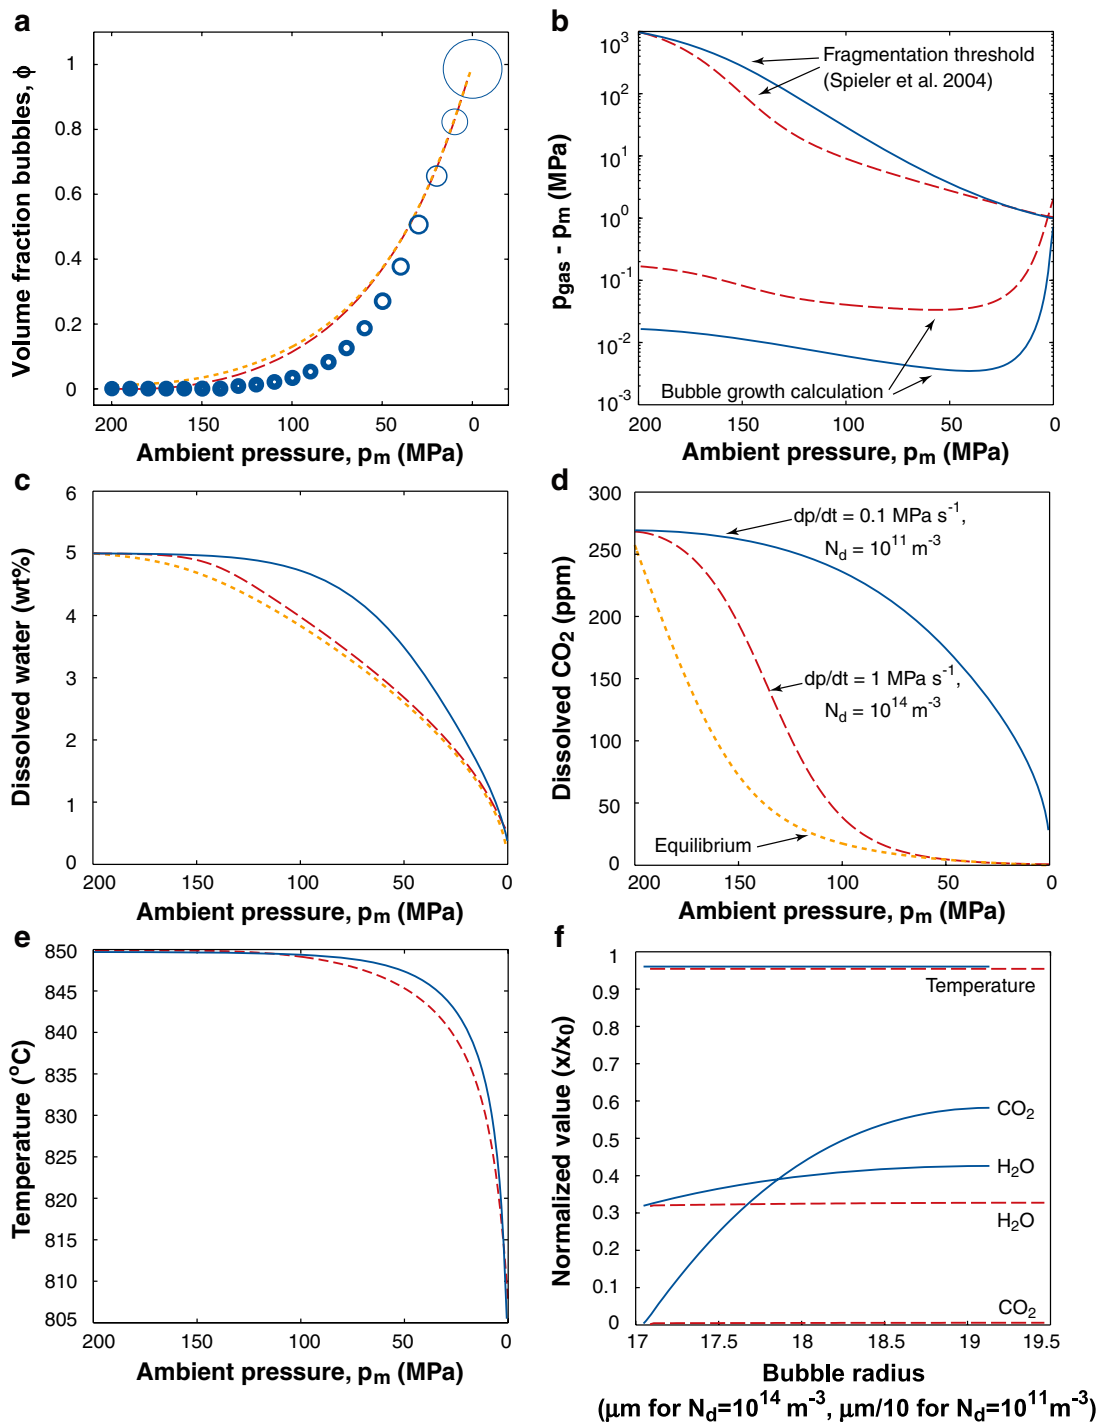 a
Volume fraction bubbles, ϕ
1
0.8
0.6
0.4
0.2
0
200
150
100
50
0
Ambient pressure, pm (MPa)
b
pgas - pm (MPa)
10^3
10^2
10^1
10^0
10^-1
10^-2
10^-3
Fragmentation threshold
(Spieler et al. 2004)
Bubble growth calculation
200
150
100
50
0
Ambient pressure, pm (MPa)
c
Dissolved water (wt%)
6
5
4
3
2
1
0
200
150
100
50
0
Ambient pressure, pm (MPa)
d
Dissolved CO2 (ppm)
300
250
200
150
100
50
0
dp/dt = 0.1 MPa s^-1,
Nd = 10^11 m^-3
dp/dt = 1 MPa s^-1,
Nd = 10^14 m^-3
Equilibrium
200
150
100
50
0
Ambient pressure, pm (MPa)
e
Temperature (°C)
850
845
840
835
830
825
820
815
810
805
200
150
100
50
0
Ambient pressure, pm (MPa)
f
Normalized value (x/x0)
1
0.9
0.8
0.7
0.6
0.5
0.4
0.3
0.2
0.1
0
Temperature
CO2
H2O
H2O
CO2
17
17.5
18
18.5
19
19.5
Bubble radius
(μm for Nd=10^14 m^-3, μm/10 for Nd=10^11m^-3)